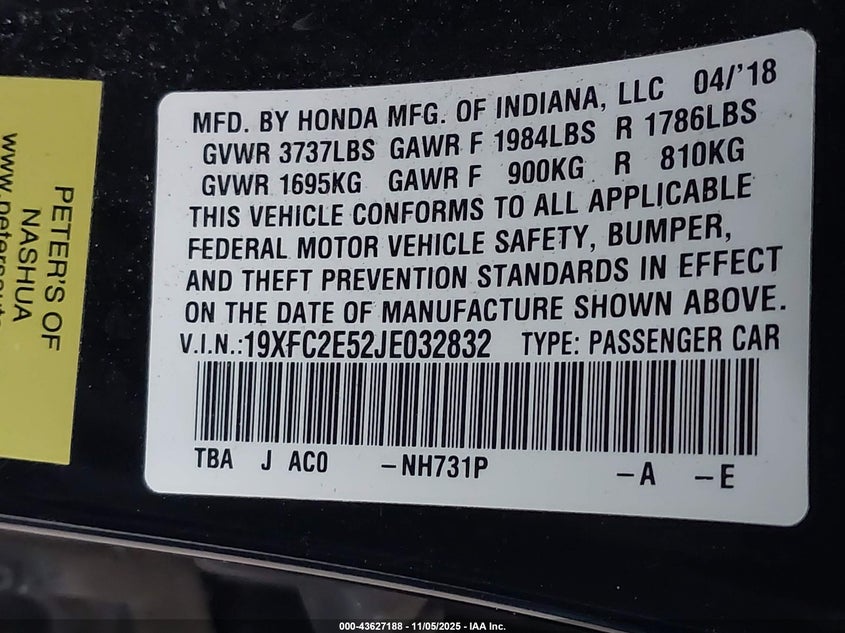 MFD. BY HONDA MFG. OF INDIANA, LLC 04/'18
GVWR 3737LBS GAWR F 1984LBS R 1786LBS
GVWR 1695KG GAWR F 900KG R 810KG
THIS VEHICLE CONFORMS TO ALL APPLICABLE
FEDERAL MOTOR VEHICLE SAFETY, BUMPER,
AND THEFT PREVENTION STANDARDS IN EFFECT
ON THE DATE OF MANUFACTURE SHOWN ABOVE.
V.I.N.:19XFC2E52JE032832 TYPE: PASSENGER CAR
TBA J AC0 -NH731P -A -E
PETER'S OF
NASHUA
000-43627188 - 11/05/2025 - IAA Inc.